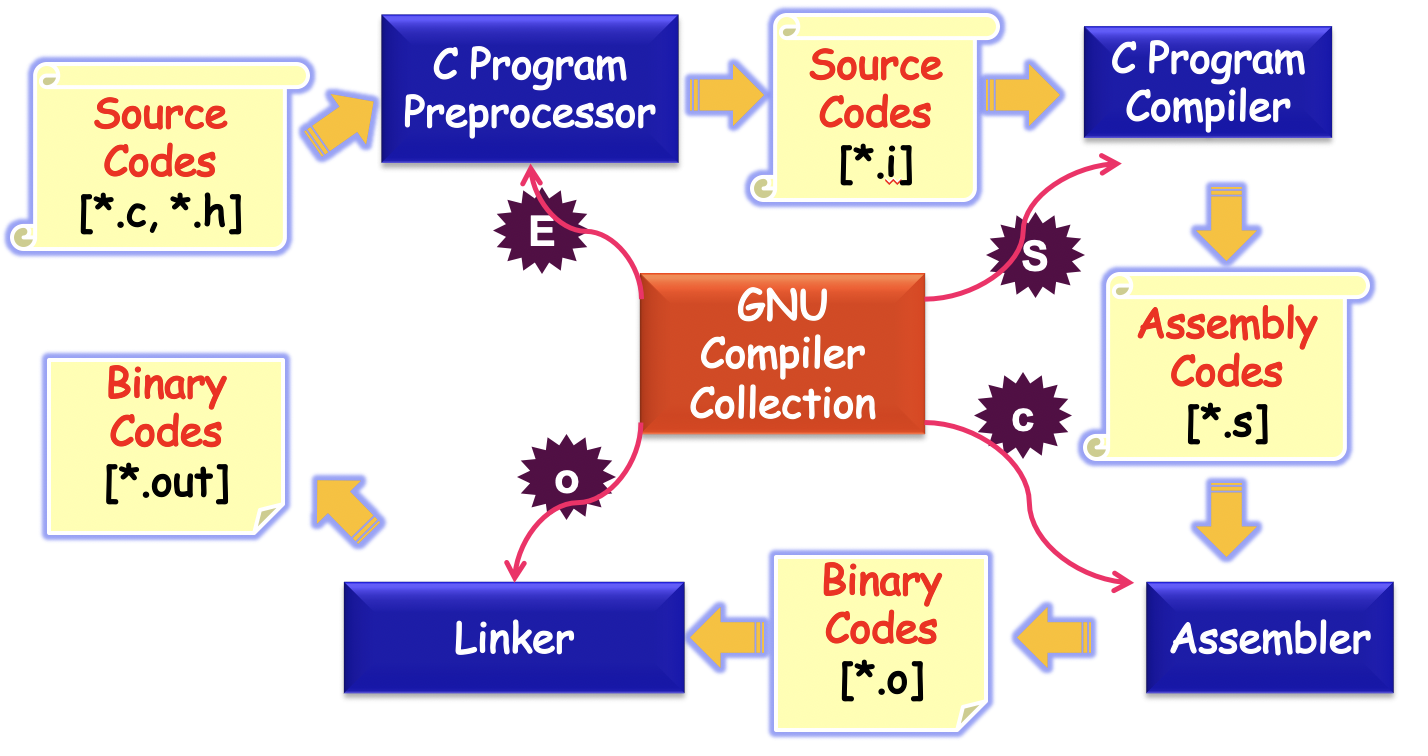 Source
Codes
[*.c, *.h]
C Program
Preprocessor
Source
Codes
[*.i]
C Program
Compiler
E
S
GNU
Compiler
Collection
Assembly
Codes
[*.s]
Binary
Codes
[*.out]
o
c
Linker
Binary
Codes
[*.o]
Assembler